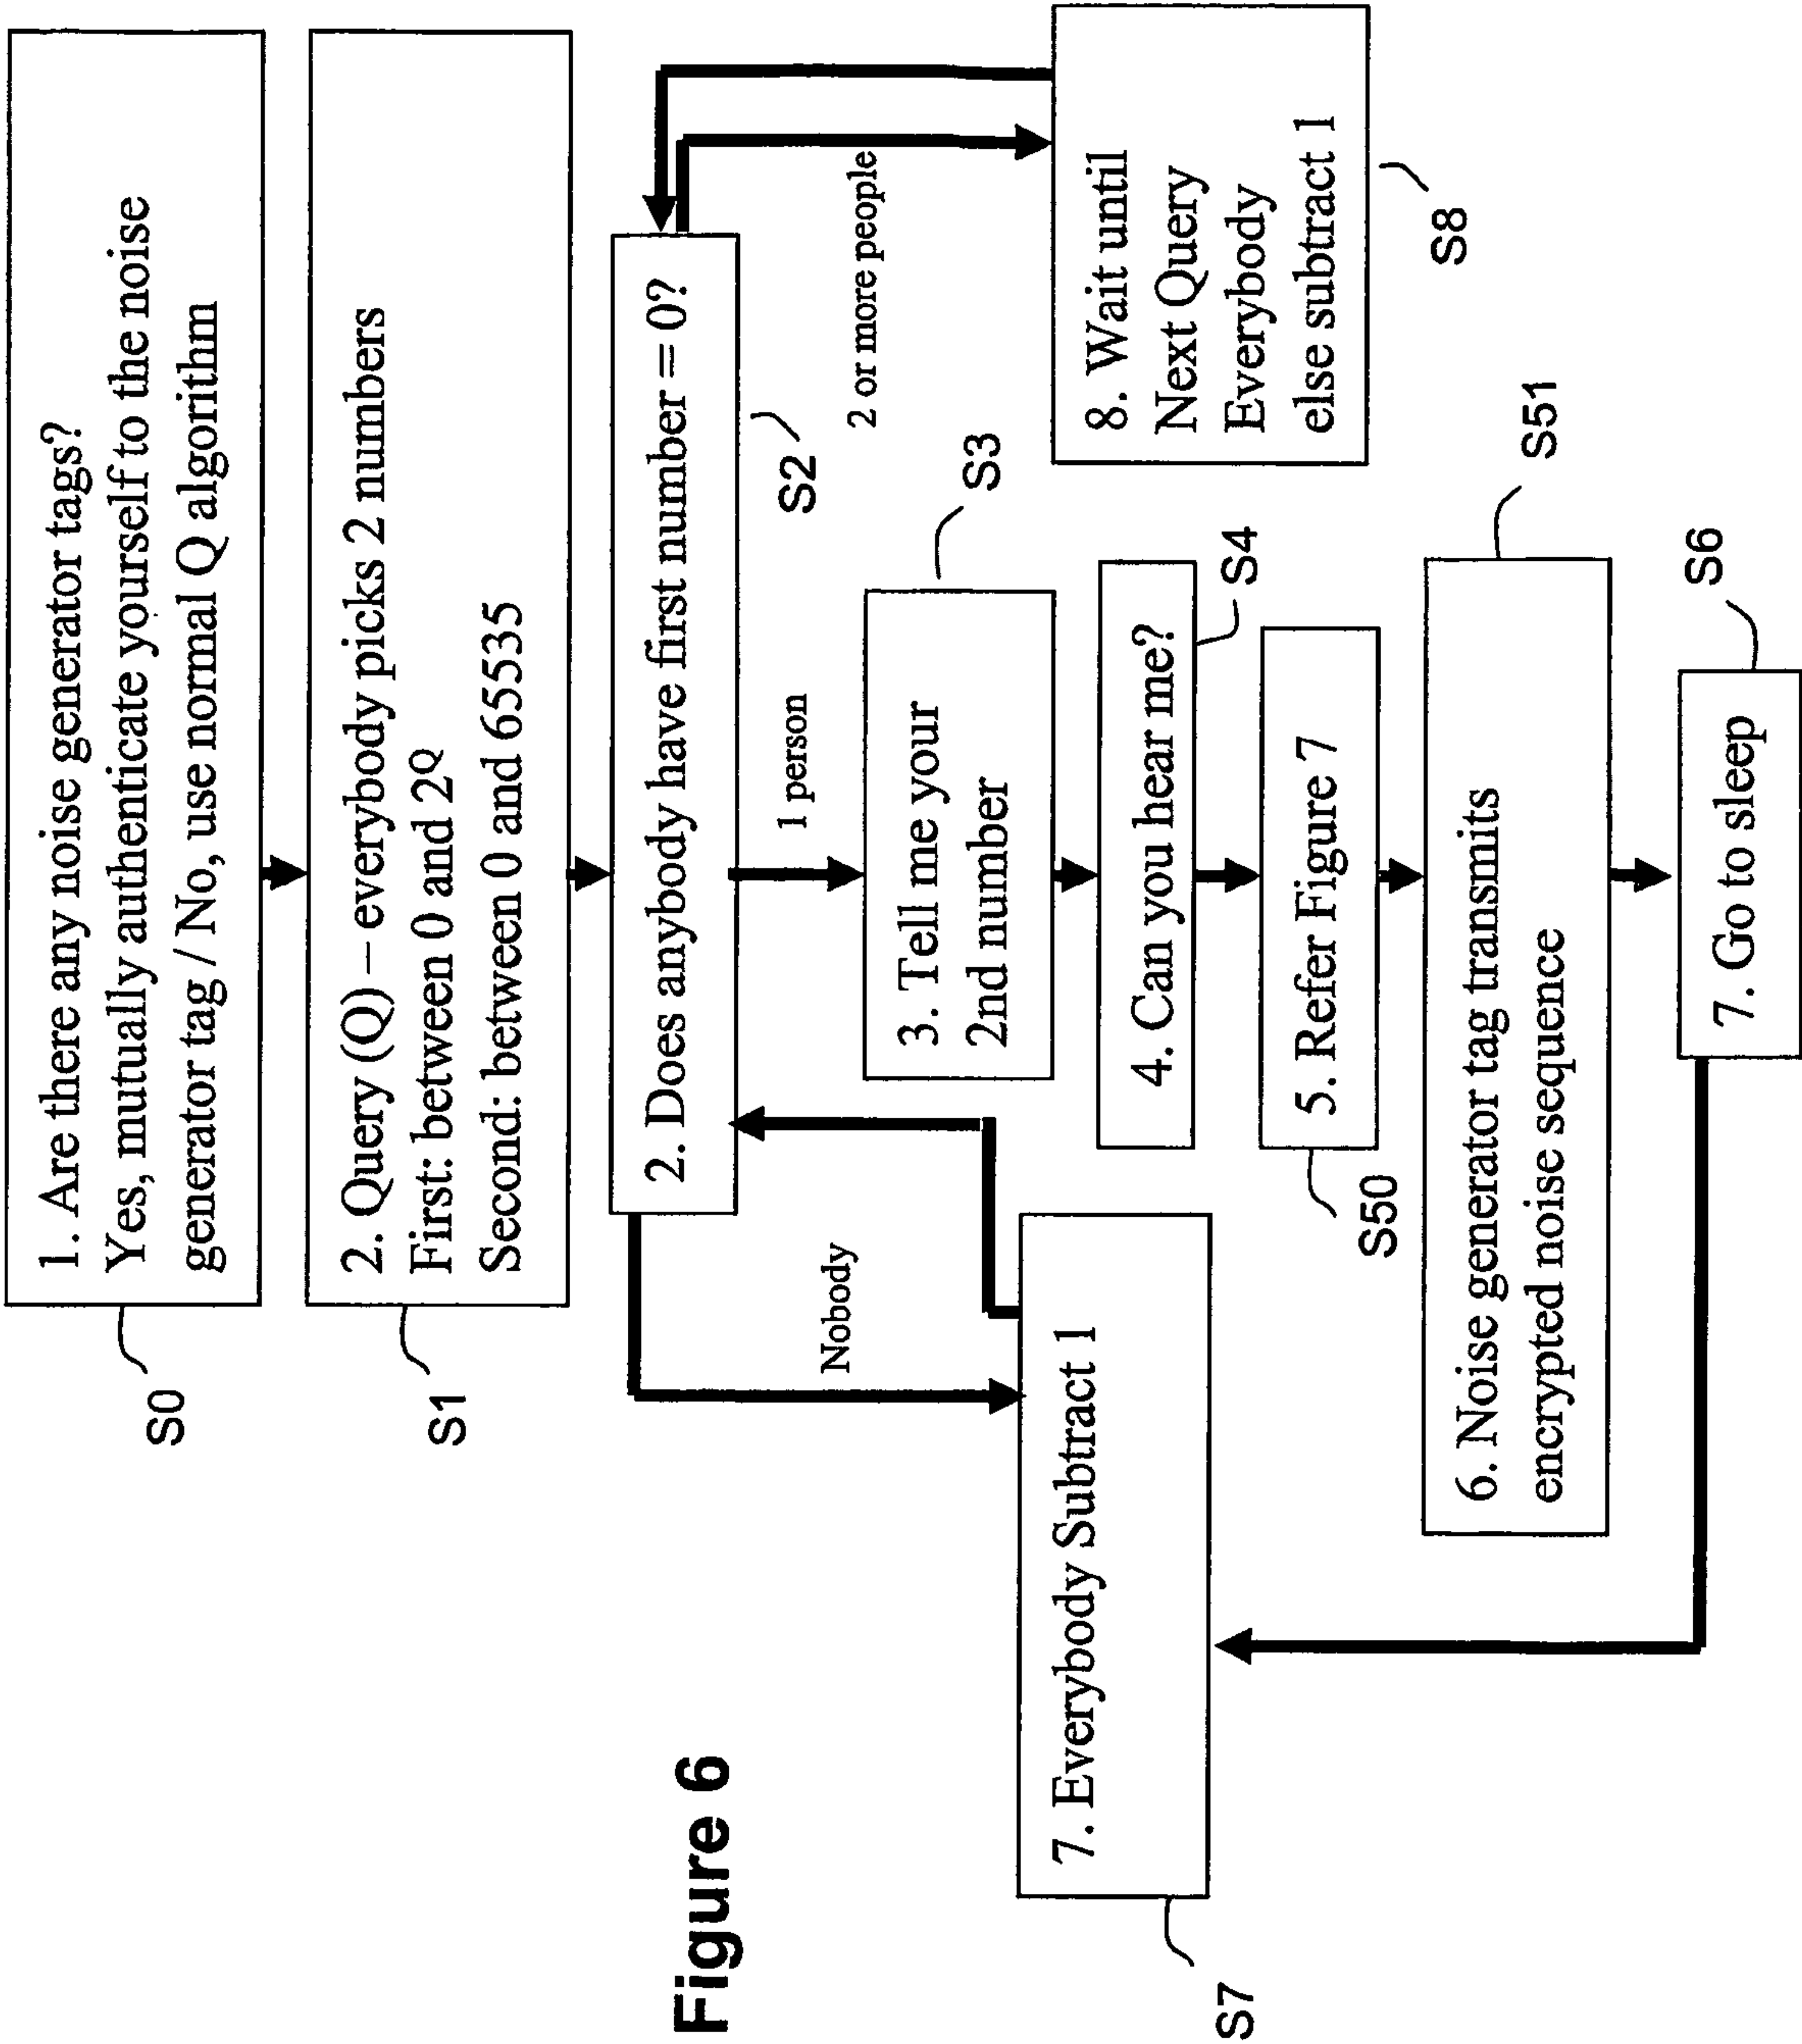 1. Are there any noise generator tags?
Yes, mutually authenticate yourself to the noise
generator tag / No, use normal Q algorithm
S0
2. Query (Q) – everybody picks 2 numbers
First: between 0 and 2^Q
Second: between 0 and 65535
S1
2. Does anybody have first number = 0?
S2
Nobody
1 person
2 or more people
3. Tell me your
2nd number
S3
8. Wait until
Next Query
Everybody
else subtract 1
S8
4. Can you hear me?
S4
7. Everybody Subtract 1
S7
5. Refer Figure 7
S50
6. Noise generator tag transmits
encrypted noise sequence
S51
7. Go to sleep
S6
Figure 6